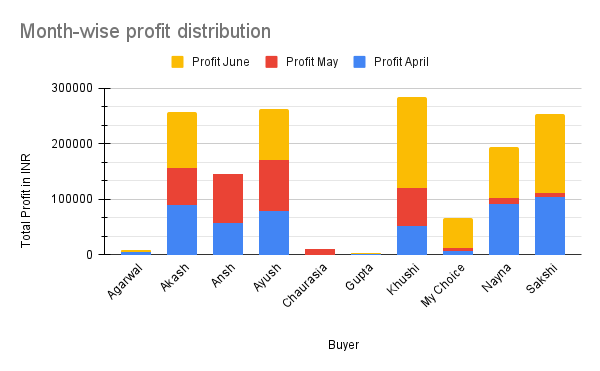 Month-wise profit distribution
Profit June Profit May Profit April
300000
200000
100000
0
Total Profit in INR
Agarwal Akash Ansh Ayush Chaurasia Gupta Khushi My Choice Nayna Sakshi
Buyer